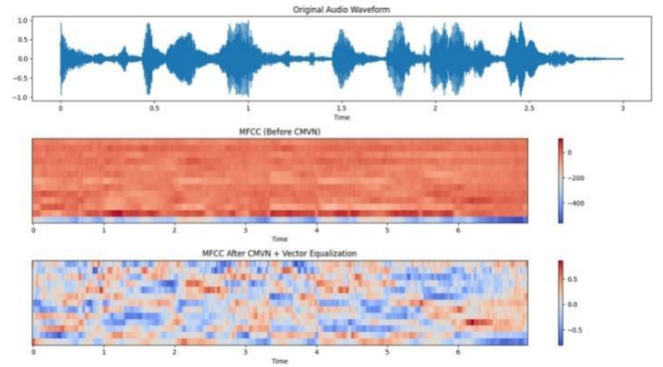 Original Audio Waveform
1.0
0.5
0.0
−0.5
−1.0
0 0.5 1 1.5 2 2.5 3
Time
MFCC (Before CMVN)
0
−200
−400
0 1 2 3 4 5 6
Time
MFCC After CMVN + Vector Equalization
0.5
0.0
−0.5
0 1 2 3 4 5 6
Time